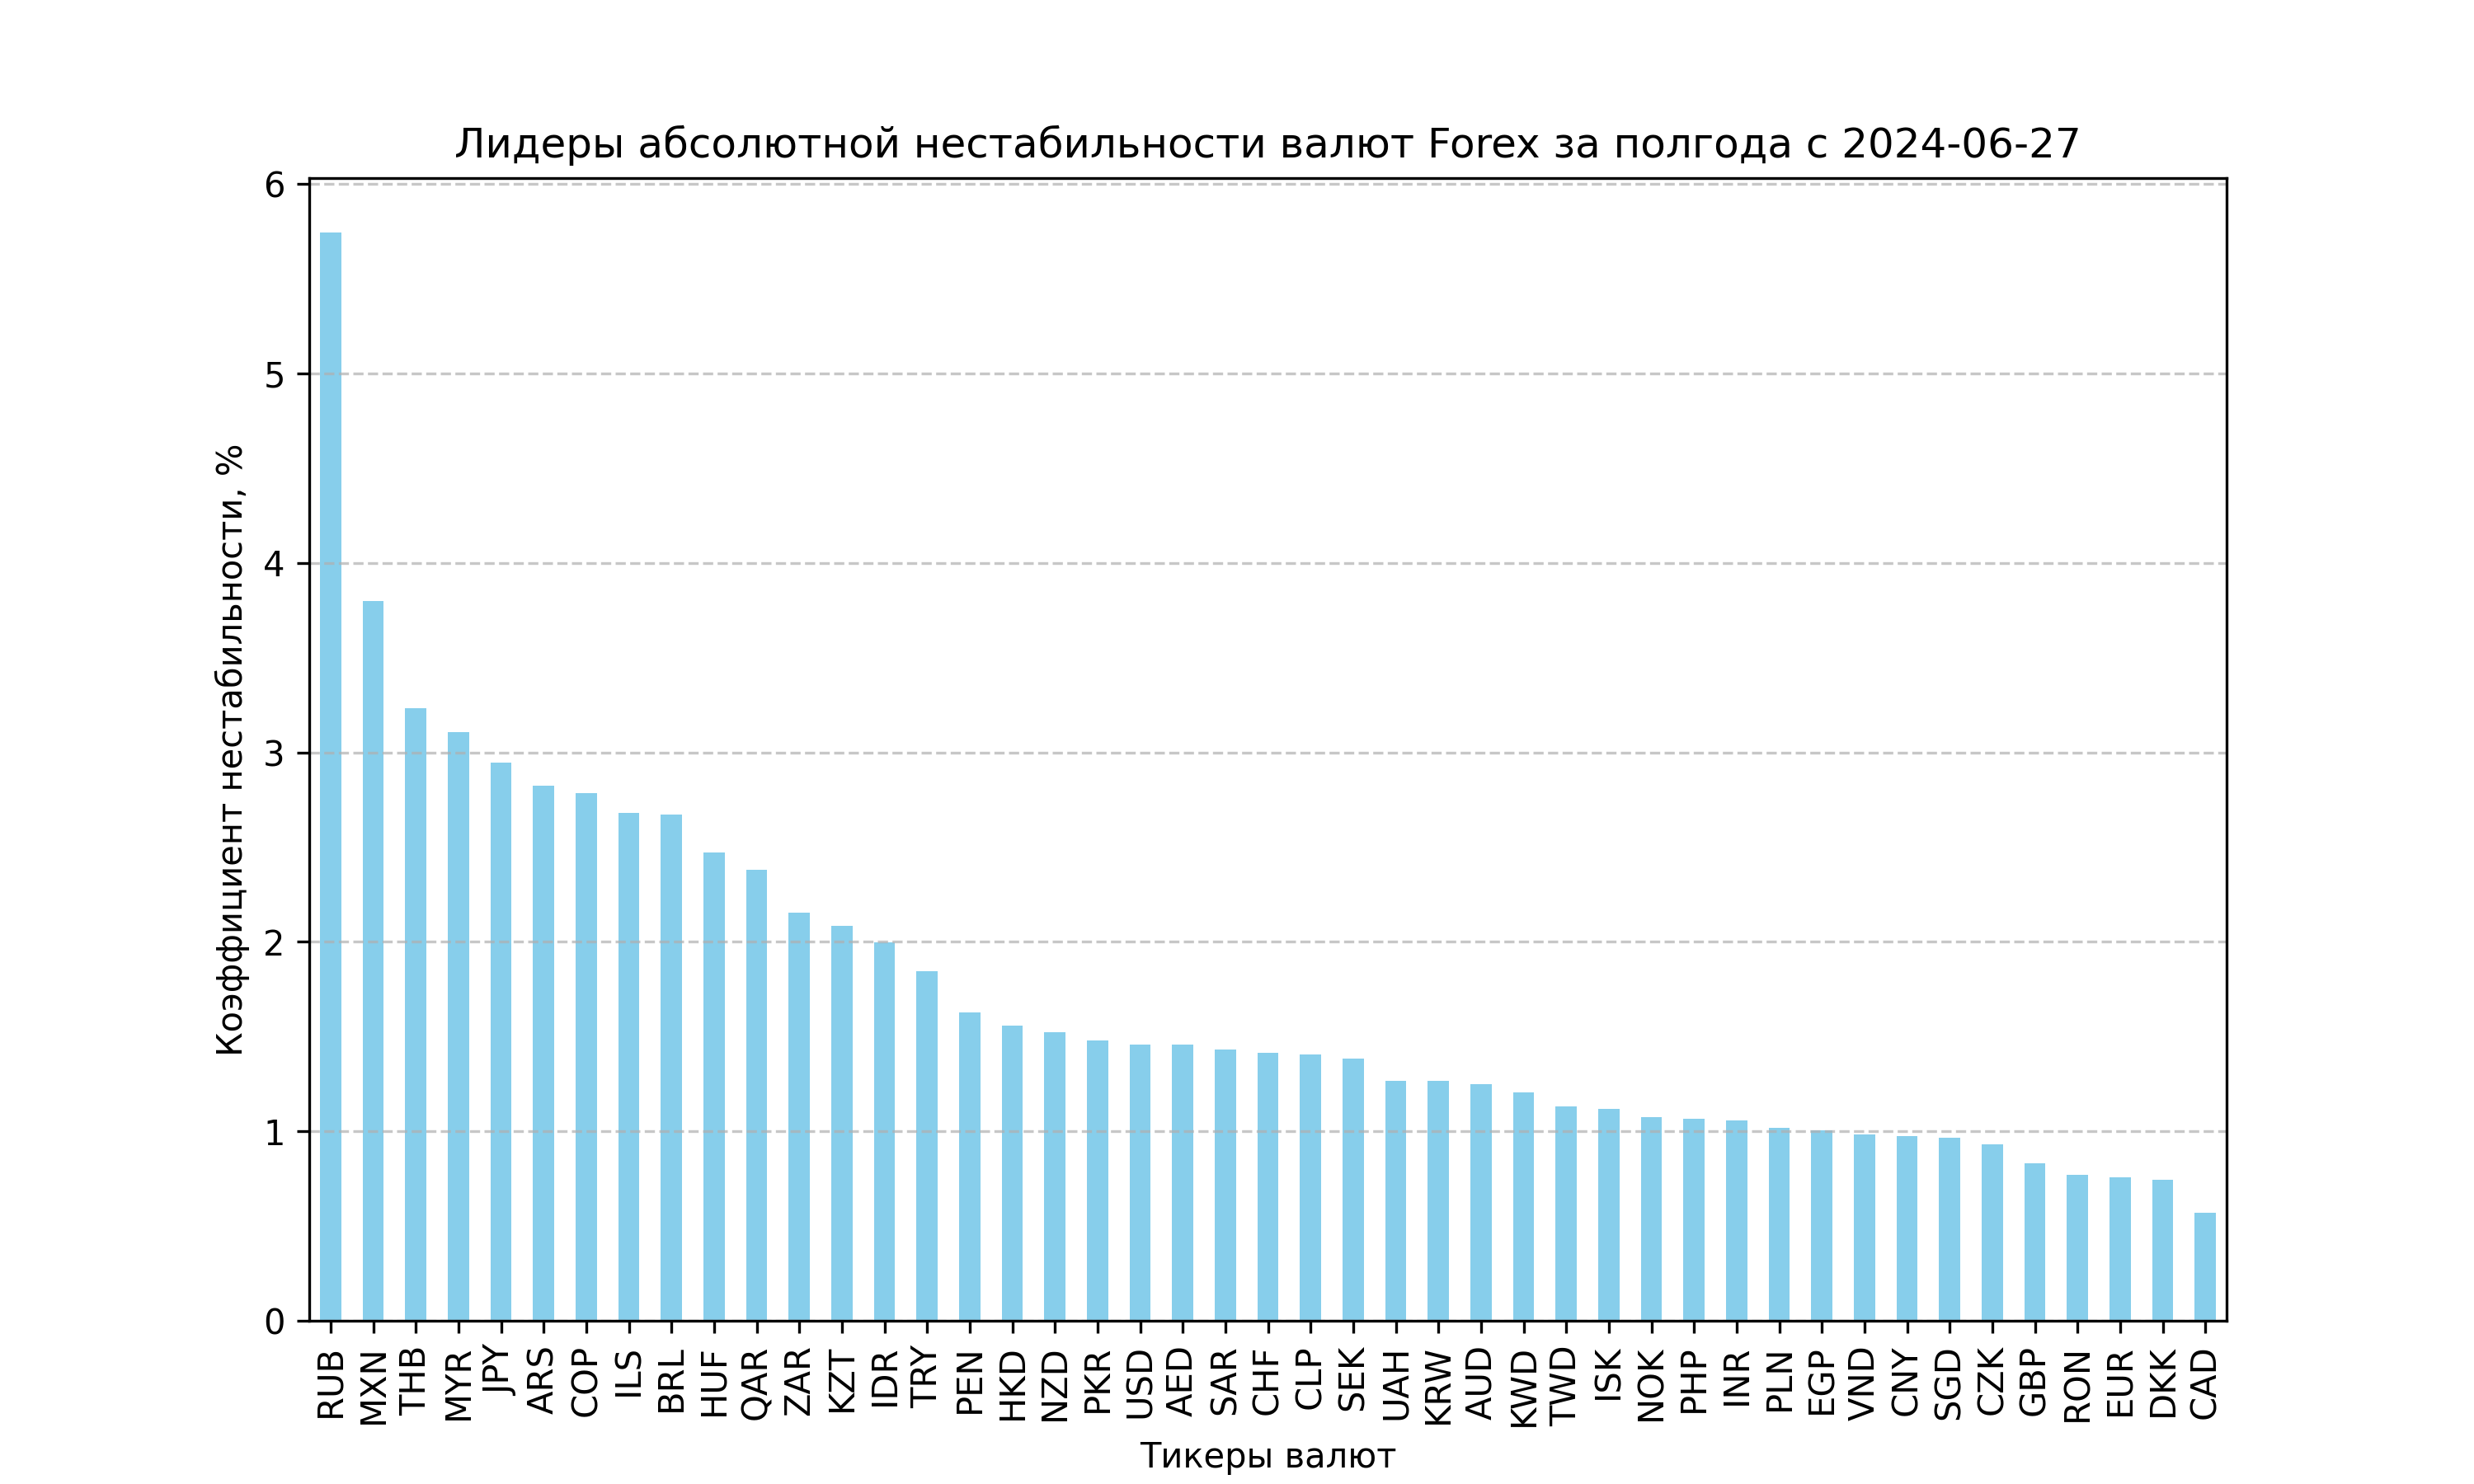 Лидеры абсолютной нестабильности валют Forex за полгода с 2024-06-27
Коэффициент нестабильности, %
6
5
4
3
2
1
0
RUB MXN THB MYR JPY ARS COP ILS BRL HUF QAR ZAR KZT IDR TRY PEN HKD NZD PKR USD AED SAR CHF CLP SEK UAH KRW AUD KWD TWD ISK NOK PHP INR PLN EGP VND CNY SGD CZK GBP RON EUR DKK CAD
Тикеры валют